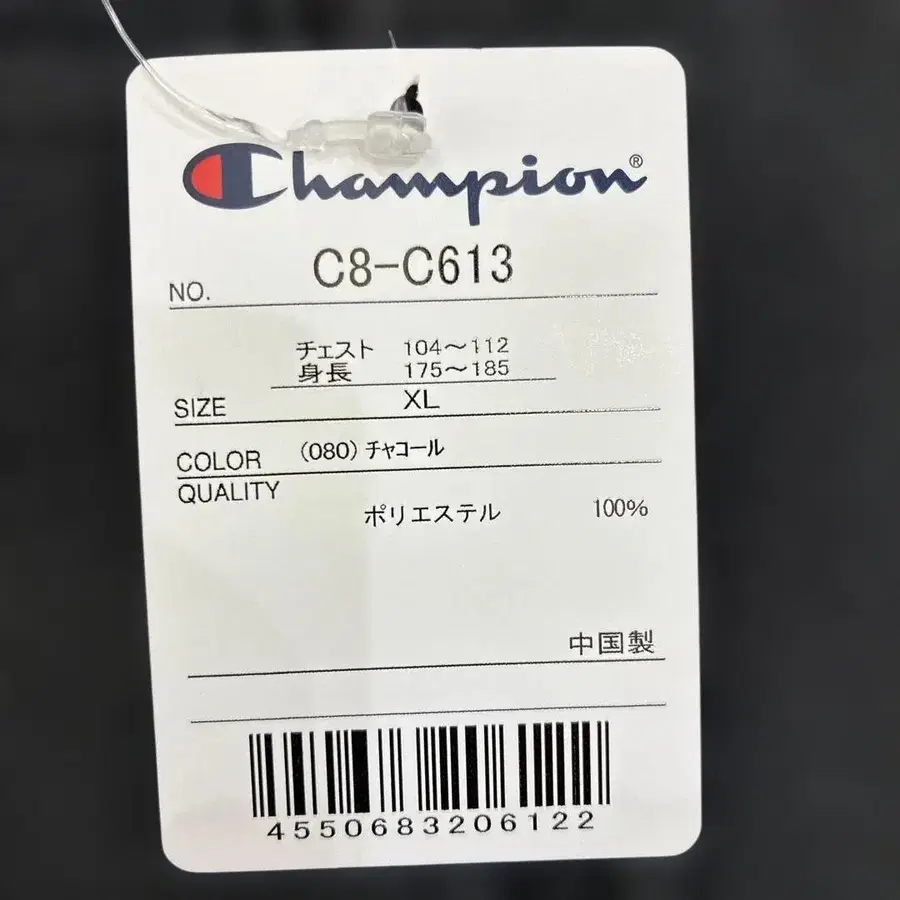 Champion®
NO. C8-C613
チェスト 104～112
身長 175～185
SIZE XL
COLOR (080) チャコール
QUALITY
ポリエステル 100%
中国製
4550683206122